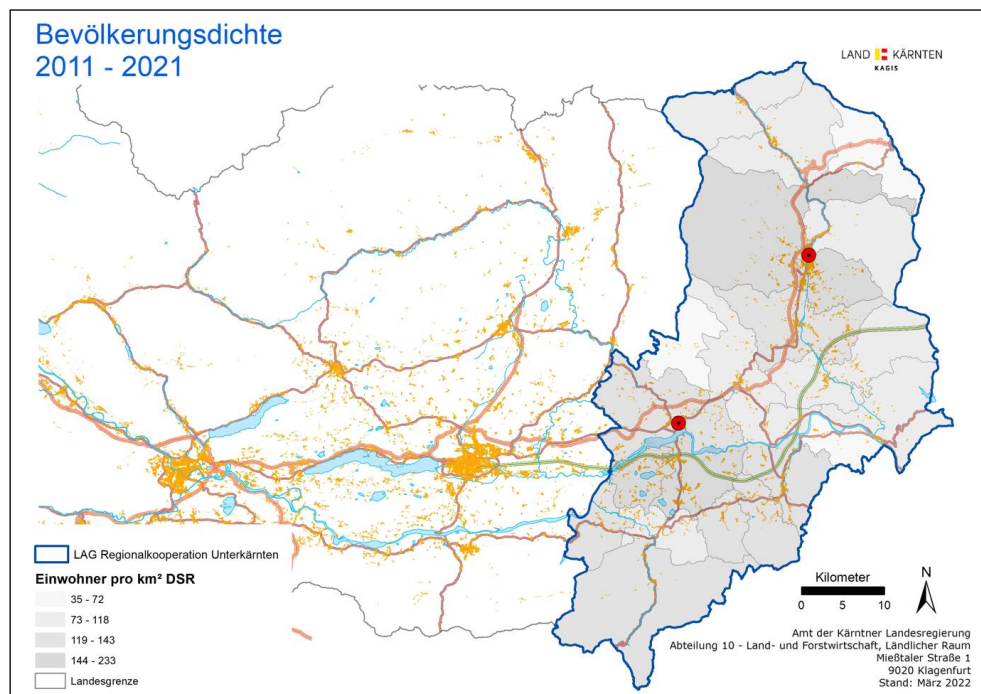 Bevölkerungsdichte
2011 - 2021
LAND KÄRNTEN
KAGIS
LAG Regionalkooperation Unterkärnten
Einwohner pro km² DSR
35 - 72
73 - 118
119 - 143
144 - 233
Landesgrenze
Kilometer
0 5 10
N
Amt der Kärntner Landesregierung
Abteilung 10 - Land- und Forstwirtschaft, Ländlicher Raum
Mießtaler Straße 1
9020 Klagenfurt
Stand: März 2022